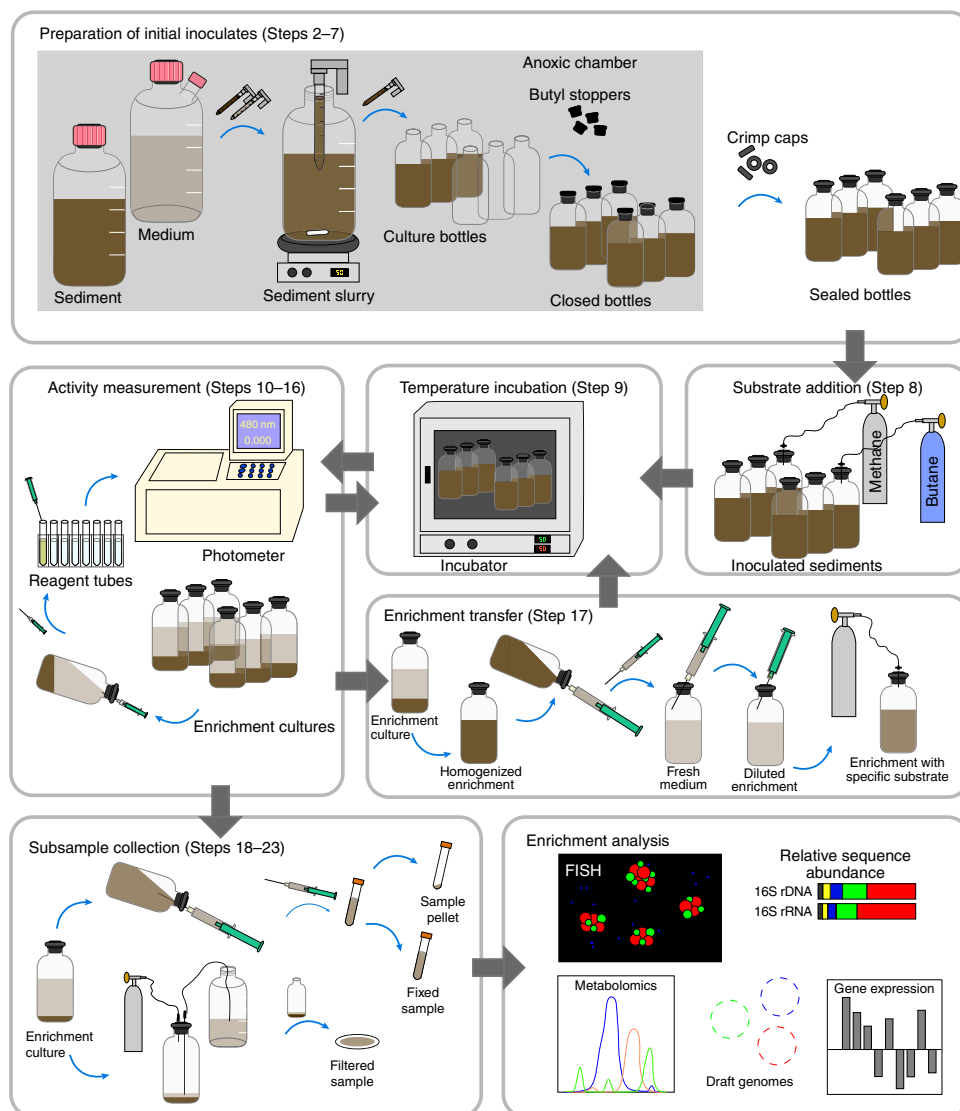 Preparation of initial inoculates (Steps 2–7)
Anoxic chamber
Butyl stoppers
Crimp caps
Medium
Culture bottles
50
Sediment
Sediment slurry
Closed bottles
Sealed bottles
Activity measurement (Steps 10–16)
480 nm
0.000
Photometer
Reagent tubes
Enrichment cultures
Temperature incubation (Step 9)
50
50
Incubator
Substrate addition (Step 8)
Methane
Butane
Inoculated sediments
Enrichment transfer (Step 17)
Enrichment
culture
Homogenized
enrichment
Fresh
medium
Diluted
enrichment
Enrichment with
specific substrate
Subsample collection (Steps 18–23)
Sample
pellet
Fixed
sample
Enrichment
culture
Filtered
sample
Enrichment analysis
FISH
Relative sequence
abundance
16S rDNA
16S rRNA
Metabolomics
Draft genomes
Gene expression